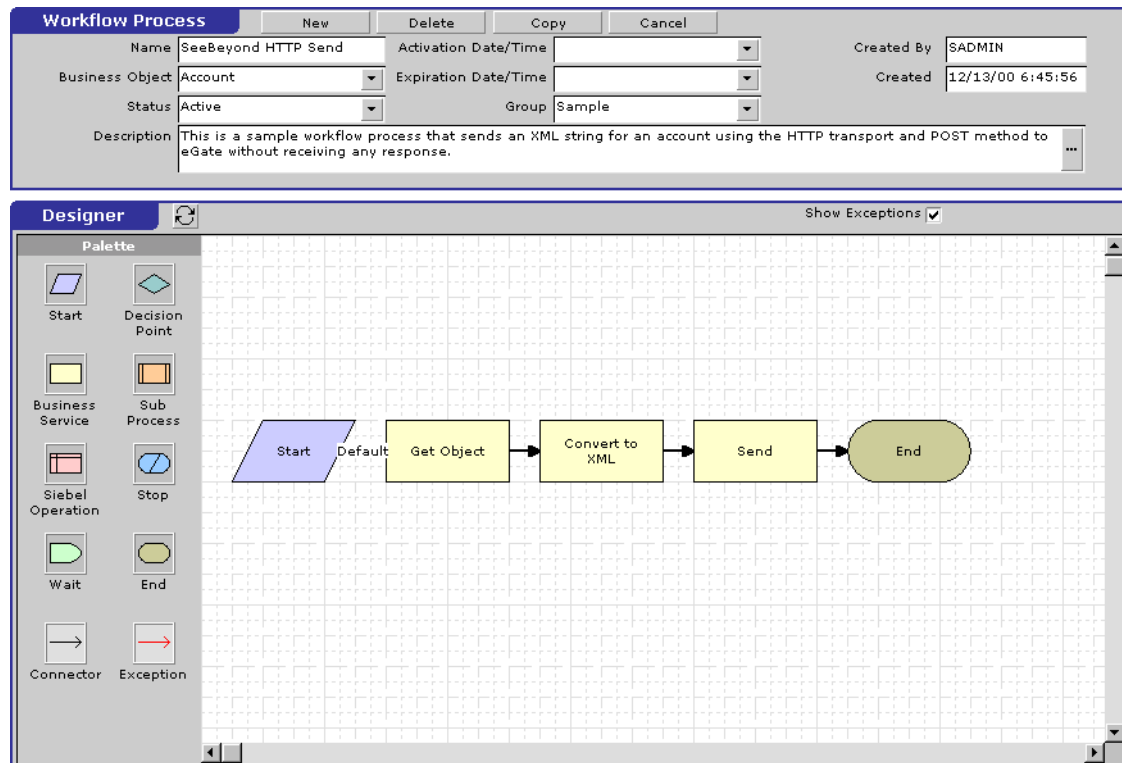 Workflow Process New Delete Copy Cancel
Name SeeBeyond HTTP Send Activation Date/Time Created By SADMIN
Business Object Account Expiration Date/Time Created 12/13/00 6:45:56
Status Active Group Sample
Description This is a sample workflow process that sends an XML string for an account using the HTTP transport and POST method to
eGate without receiving any response. ...
Designer Show Exceptions
Palette
Start Decision
Point
Business
Service
Sub
Process
Siebel
Operation
Stop
Wait End
Connector Exception
Start Default Get Object Convert to
XML
Send End